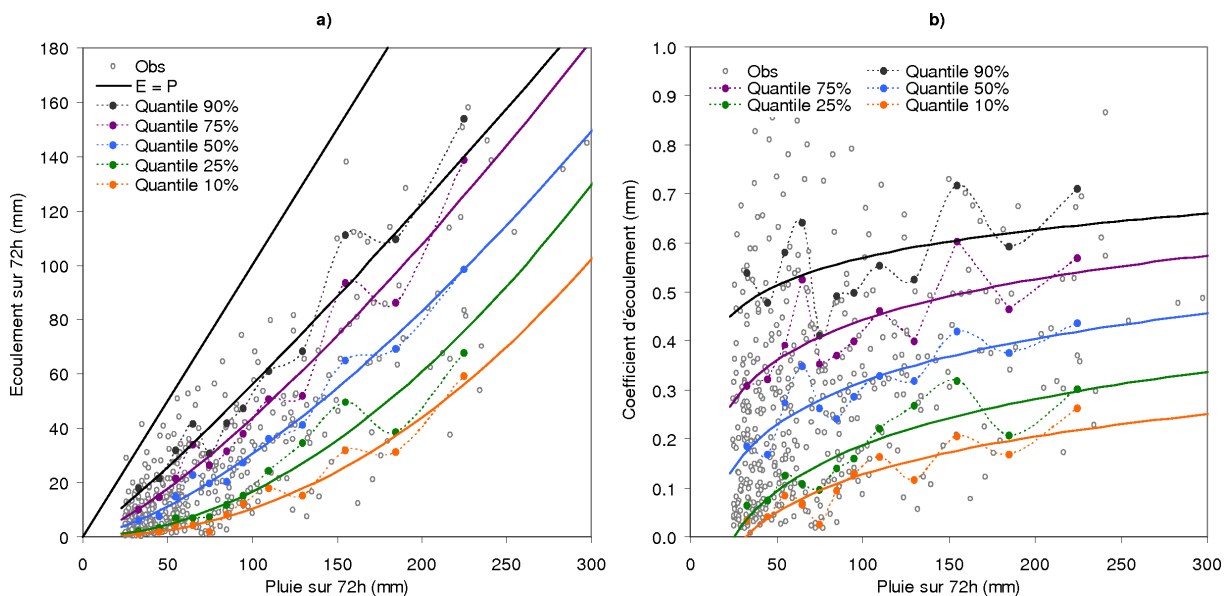 a)
Ecoulement sur 72h (mm)
180
160
140
120
100
80
60
40
20
0
Obs
E = P
Quantile 90%
Quantile 75%
Quantile 50%
Quantile 25%
Quantile 10%
0 50 100 150 200 250 300
Pluie sur 72h (mm)
b)
Coefficient d'écoulement (mm)
1.0
0.9
0.8
0.7
0.6
0.5
0.4
0.3
0.2
0.1
0.0
Obs Quantile 90%
Quantile 75% Quantile 50%
Quantile 25% Quantile 10%
0 50 100 150 200 250 300
Pluie sur 72h (mm)